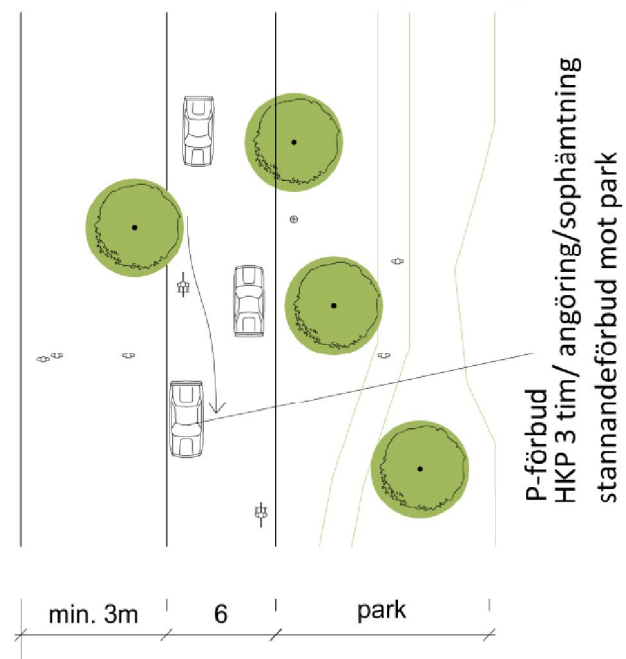 P-förbud
HKP 3 tim/ angöring/sophämtning
stannandeförbud mot park
min. 3m
6
park